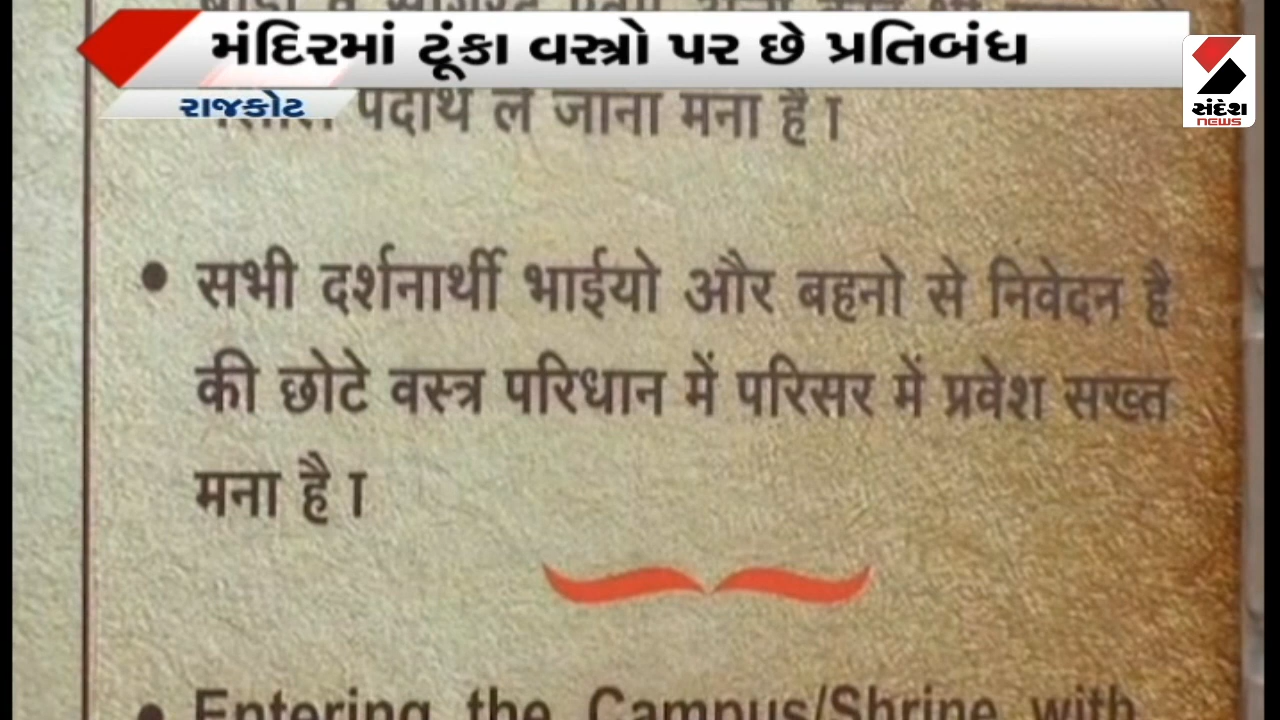 મંદિરમાં ટૂંકા વસ્ત્રો પર છે પ્રતિબંધ
રાજકોટ
સંદેશ
NEWS
पदार्थ ले जाना मना है ।
• सभी दर्शनार्थी भाईयो और बहनो से निवेदन है
की छोटे वस्त्र परिधान में परिसर में प्रवेश सख्त
मना है ।
• Entering the Campus/Shrine with